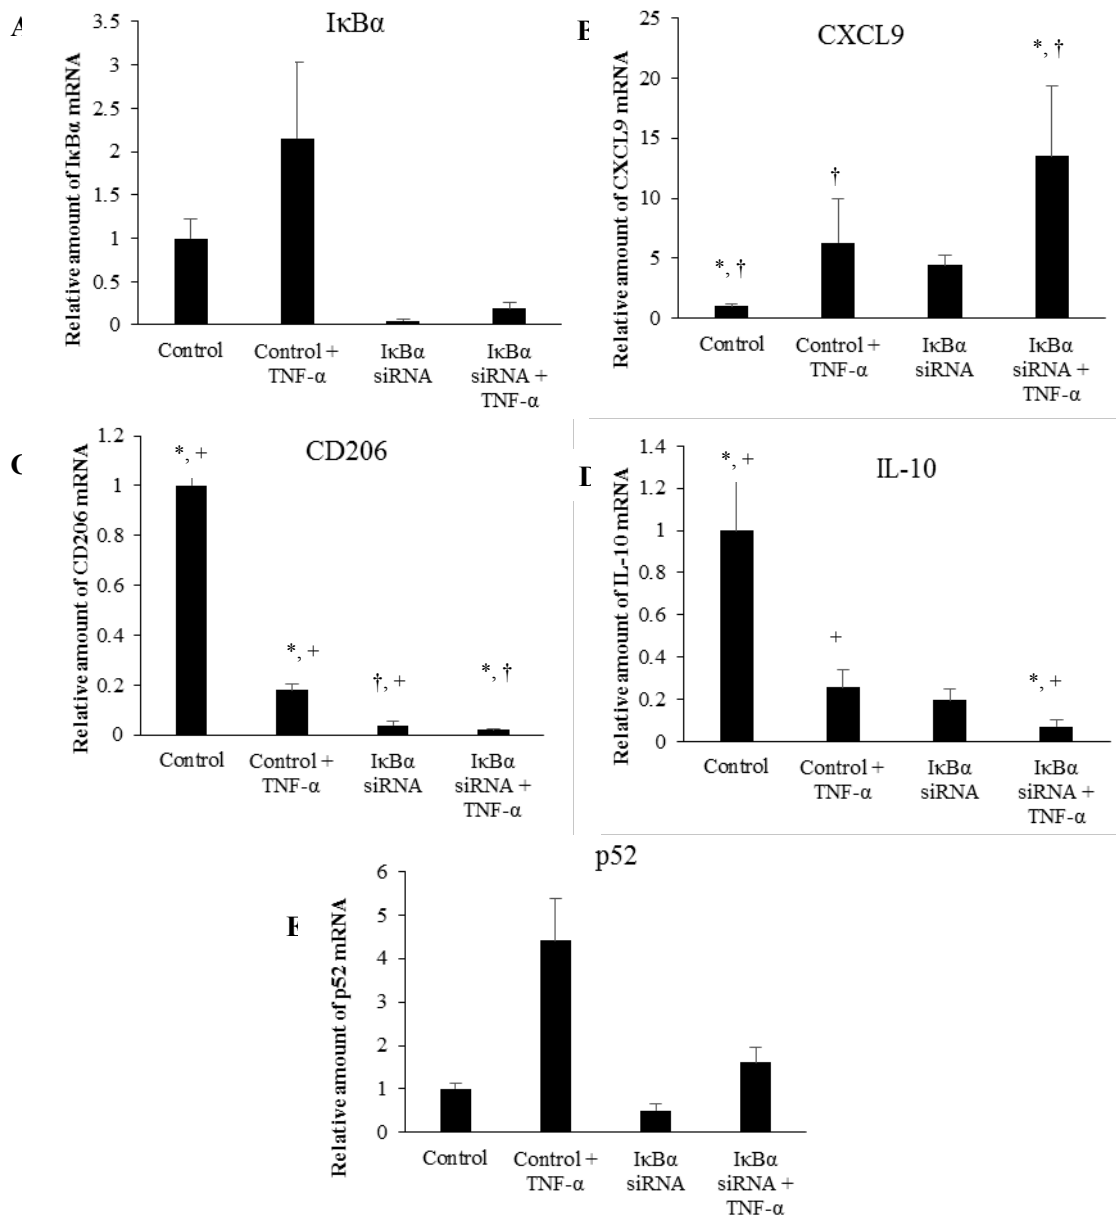 A
IκBα
Relative amount of IκBα mRNA
3.5
3
2.5
2
1.5
1
0.5
0
Control
Control +
TNF-α
IκBα
siRNA
IκBα
siRNA +
TNF-α
B
CXCL9
Relative amount of CXCL9 mRNA
25
20
15
10
5
0
*, †
†
*, †
Control
Control +
TNF-α
IκBα
siRNA
IκBα
siRNA +
TNF-α
C
CD206
Relative amount of CD206 mRNA
1.2
1
0.8
0.6
0.4
0.2
0
*, +
*, +
†, +
*, †
Control
Control +
TNF-α
IκBα
siRNA
IκBα
siRNA +
TNF-α
D
IL-10
Relative amount of IL-10 mRNA
1.4
1.2
1
0.8
0.6
0.4
0.2
0
*, +
+
*, +
Control
Control +
TNF-α
IκBα
siRNA
IκBα
siRNA +
TNF-α
E
p52
Relative amount of p52 mRNA
6
5
4
3
2
1
0
Control
Control +
TNF-α
IκBα
siRNA
IκBα
siRNA +
TNF-α